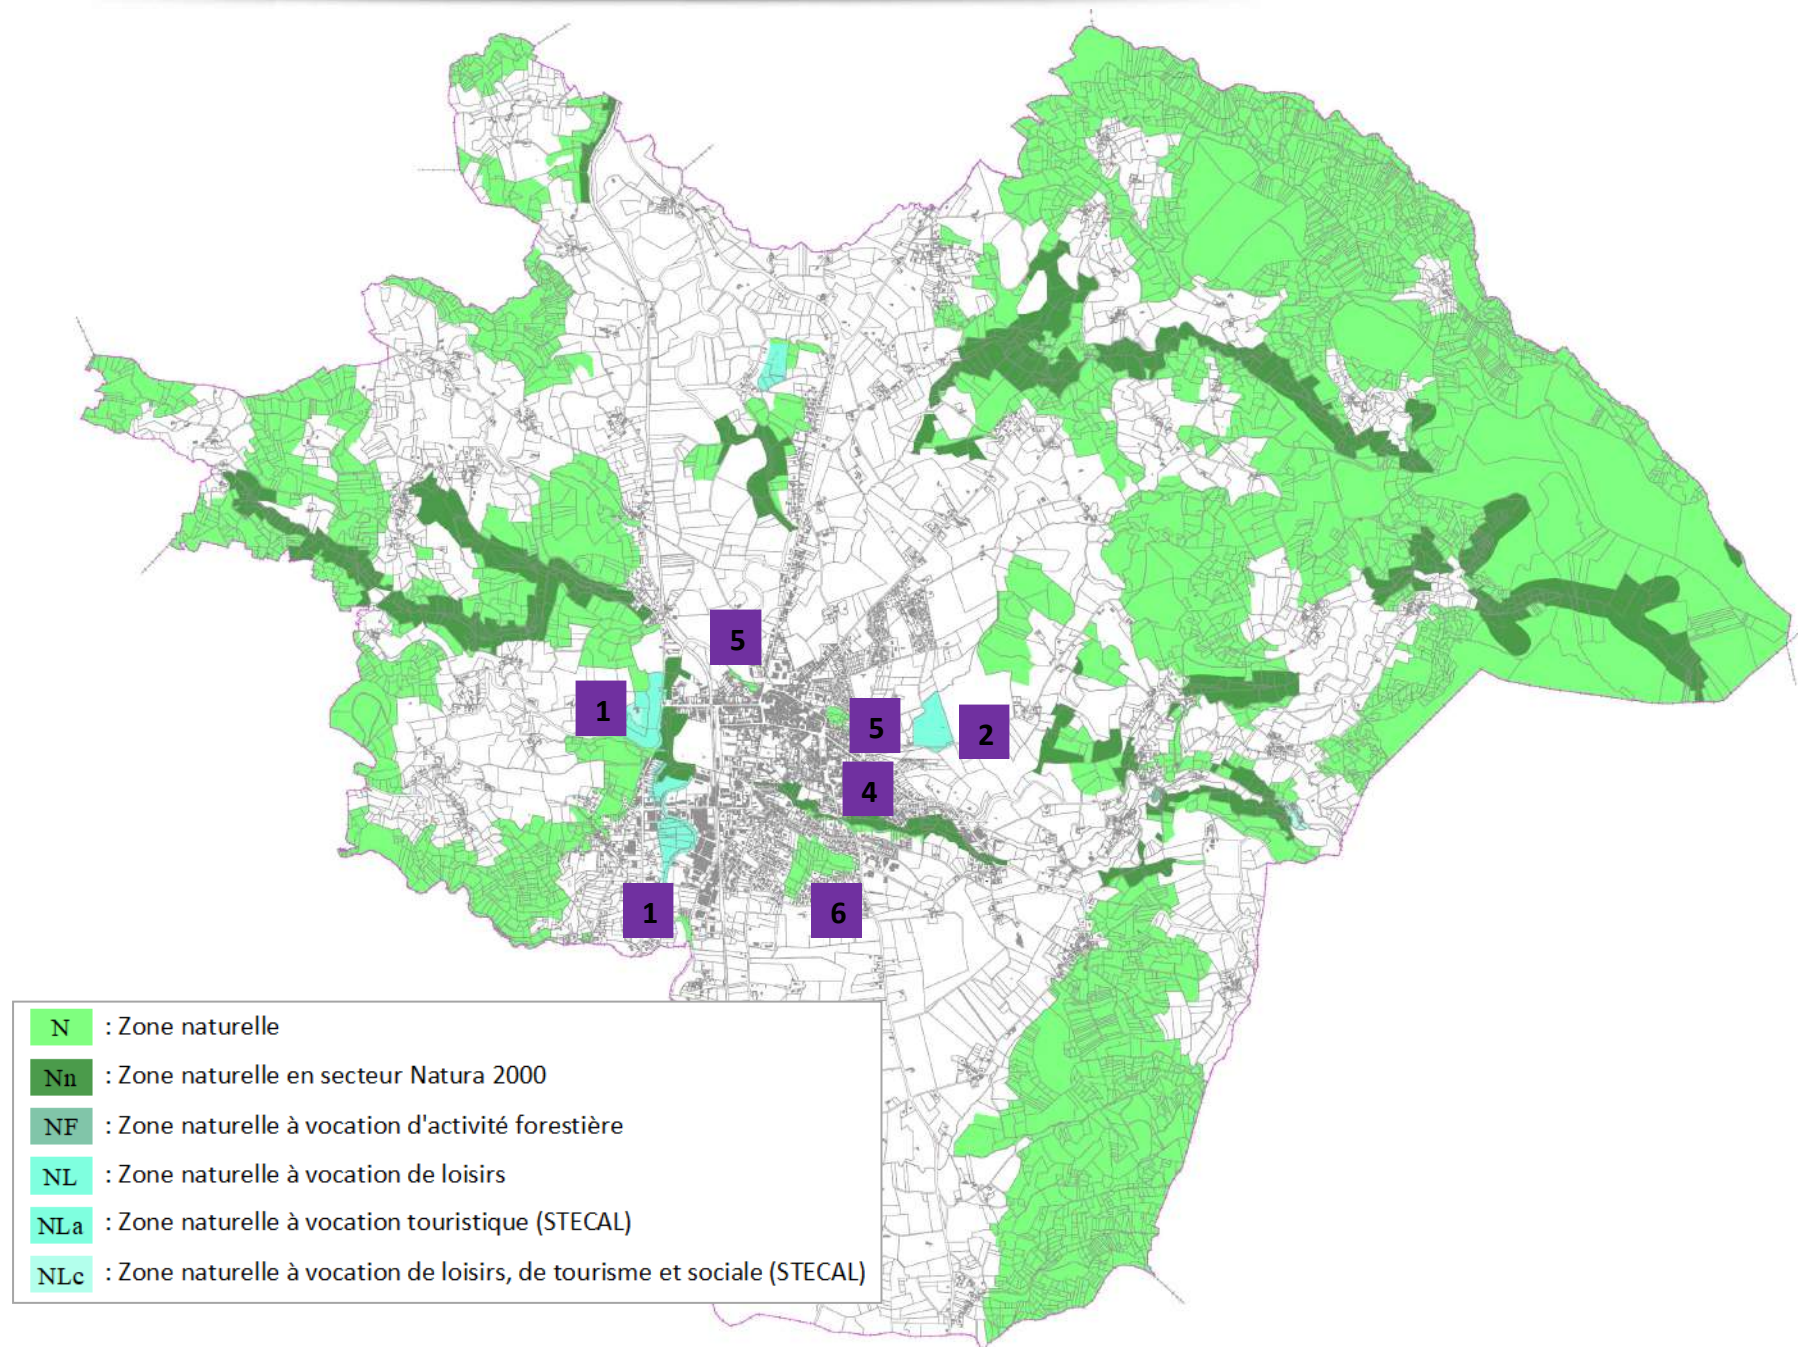 5
1
5
2
4
1
6
N : Zone naturelle
Nn : Zone naturelle en secteur Natura 2000
NF : Zone naturelle à vocation d'activité forestière
NL : Zone naturelle à vocation de loisirs
NLa : Zone naturelle à vocation touristique (STECAL)
NLc : Zone naturelle à vocation de loisirs, de tourisme et sociale (STECAL)